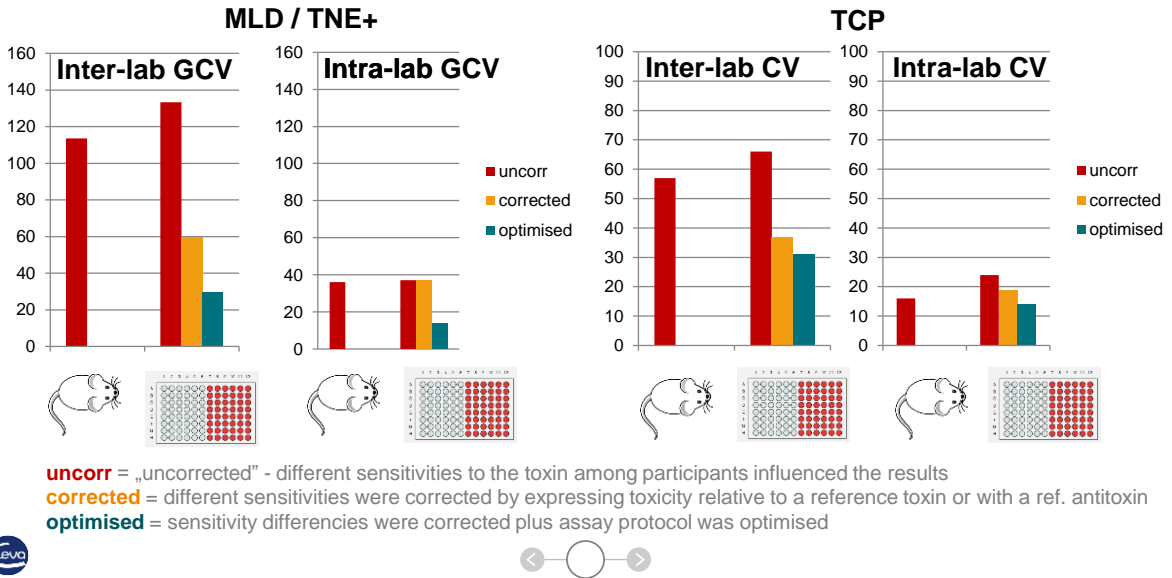 MLD / TNE+
TCP
Inter-lab GCV
160
140
120
100
80
60
40
20
0
Intra-lab GCV
160
140
120
100
80
60
40
20
0
uncorr
corrected
optimised
Inter-lab CV
100
90
80
70
60
50
40
30
20
10
0
Intra-lab CV
100
90
80
70
60
50
40
30
20
10
0
uncorr
corrected
optimised
uncorr = „uncorrected” - different sensitivities to the toxin among participants influenced the results
corrected = different sensitivities were corrected by expressing toxicity relative to a reference toxin or with a ref. antitoxin
optimised = sensitivity differencies were corrected plus assay protocol was optimised